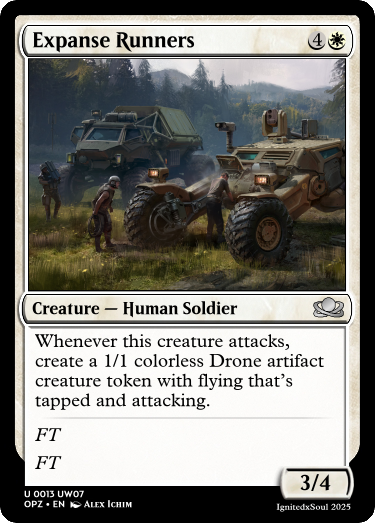 Expanse Runners 4
Creature — Human Soldier
Whenever this creature attacks,
create a 1/1 colorless Drone artifact
creature token with flying that's
tapped and attacking.
FT
FT
3/4
U 0013 UW07
OPZ • EN Alex Ichim
IgnitedxSoul 2025